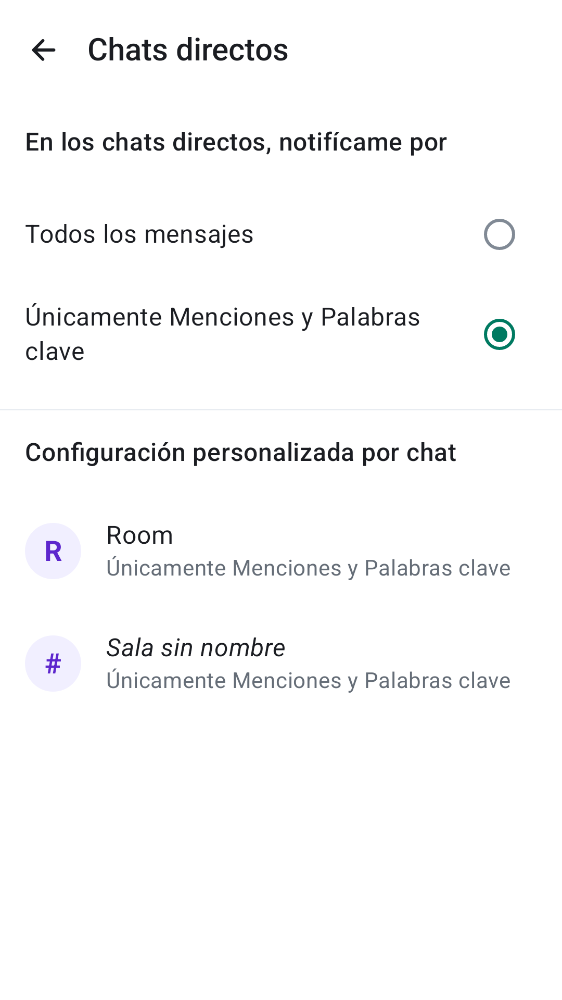 Chats directos
En los chats directos, notifícame por
Todos los mensajes
Únicamente Menciones y Palabras
clave
Configuración personalizada por chat
R
Room
Únicamente Menciones y Palabras clave
#
Sala sin nombre
Únicamente Menciones y Palabras clave